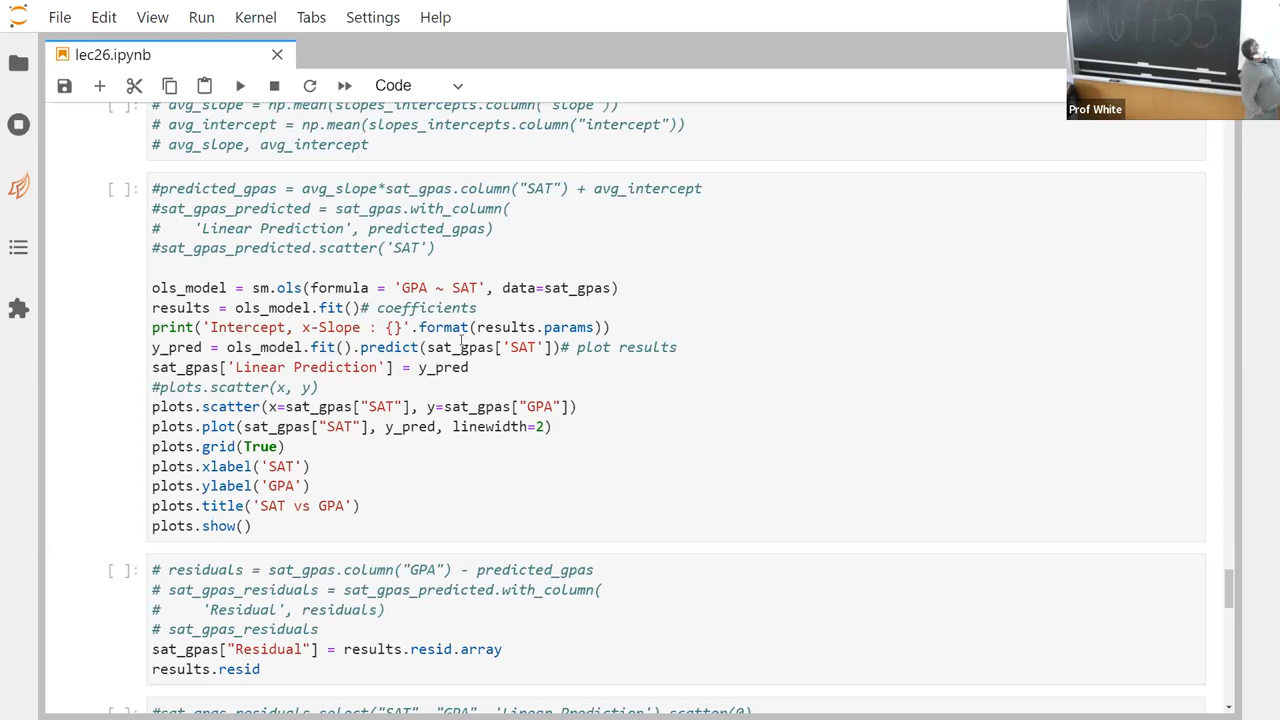 File Edit View Run Kernel Tabs Settings Help
lec26.ipynb
Code
Prof White
# avg_slope = np.mean(slopes_intercepts.column("slope"))
# avg_intercept = np.mean(slopes_intercepts.column("intercept"))
# avg_slope, avg_intercept
[ ]: #predicted_gpas = avg_slope*sat_gpas.column("SAT") + avg_intercept
#sat_gpas_predicted = sat_gpas.with_column(
# 'Linear Prediction', predicted_gpas)
#sat_gpas_predicted.scatter('SAT')
ols_model = sm.ols(formula = 'GPA ~ SAT', data=sat_gpas)
results = ols_model.fit()# coefficients
print('Intercept, x-Slope : {}'.format(results.params))
y_pred = ols_model.fit().predict(sat_gpas['SAT'])# plot results
sat_gpas['Linear Prediction'] = y_pred
#plots.scatter(x, y)
plots.scatter(x=sat_gpas["SAT"], y=sat_gpas["GPA"])
plots.plot(sat_gpas["SAT"], y_pred, linewidth=2)
plots.grid(True)
plots.xlabel('SAT')
plots.ylabel('GPA')
plots.title('SAT vs GPA')
plots.show()
[ ]: # residuals = sat_gpas.column("GPA") - predicted_gpas
# sat_gpas_residuals = sat_gpas_predicted.with_column(
# 'Residual', residuals)
# sat_gpas_residuals
sat_gpas["Residual"] = results.resid.array
results.resid
[ ]: #sat_gpas_residuals.select("SAT", "GPA", 'Linear Prediction').scatter(0)